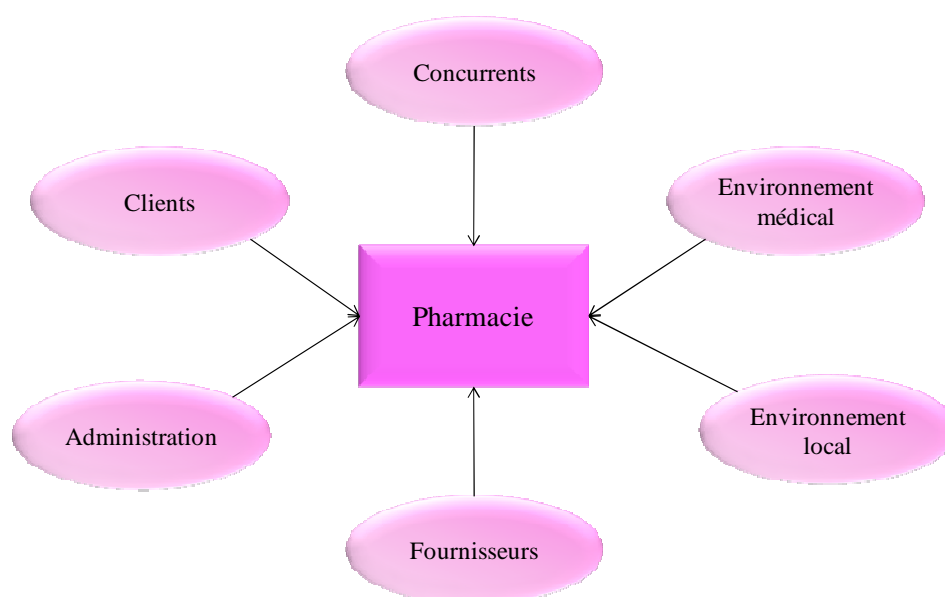 Concurrents
Clients
Environnement
médical
Pharmacie
Administration
Environnement
local
Fournisseurs